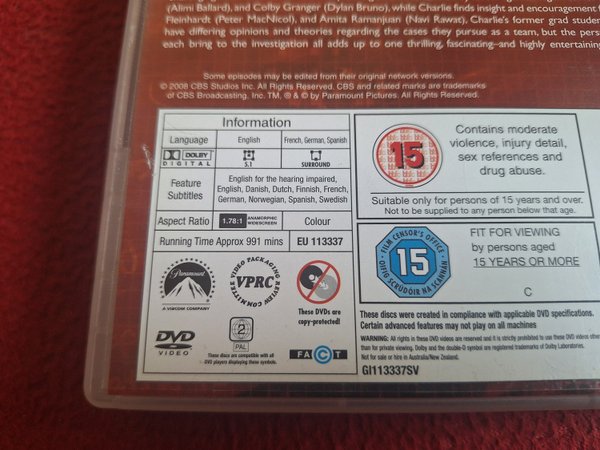 (Alimi Ballard), and Colby Granger (Dylan Bruno), while Charlie finds insight and encouragement
Fleinhardt (Peter MacNicol), and Amita Ramanjuan (Navi Rawat), Charlie's former grad
have differing opinions and theories regarding the cases they pursue as a team, but the
each bring to the investigation all adds up to one thrilling, fascinating–and highly
Some episodes may be edited from their original network versions.
© 2008 CBS Studios Inc. All Rights Reserved. CBS and related marks are trademarks
of CBS Broadcasting, Inc. TM, ® & © by Paramount Pictures. All Rights Reserved.
Information
Language English French, German, Spanish
DOLBY DIGITAL 5.1 SURROUND
Feature Subtitles
English for the hearing impaired,
English, Danish, Dutch, Finnish, French,
German, Norwegian, Spanish, Swedish
Aspect Ratio 1.78:1 ANAMORPHIC WIDESCREEN Colour
Running Time Approx 991 mins EU 113337
Paramount
A VIACOM COMPANY
VIDEO PACKAGING REVIEW COMMITTEE
VPRC
These DVDs are
copy-protected!
DVD
VIDEO
2
PAL
These discs are compatible with all
DVD players displaying these symbols.
FACT
15
Contains moderate
violence, injury detail,
sex references and
drug abuse.
Suitable only for persons of 15 years and over.
Not to be supplied to any person below that age.
FILM CENSOR'S OFFICE
15
OIFIG SCRÚDÓIR NA SCANNÁN
FIT FOR VIEWING
by persons aged
15 YEARS OR MORE
C
These discs were created in compliance with applicable DVD specifications.
Certain advanced features may not play on all machines
WARNING: All rights in these DVD videos are reserved and it is strictly prohibited to use these DVD videos other
than for private viewing. Dolby and the double-D symbol are registered trademarks of Dolby Laboratories.
Not for sale or hire in Australia/New Zealand.
GI113337SV